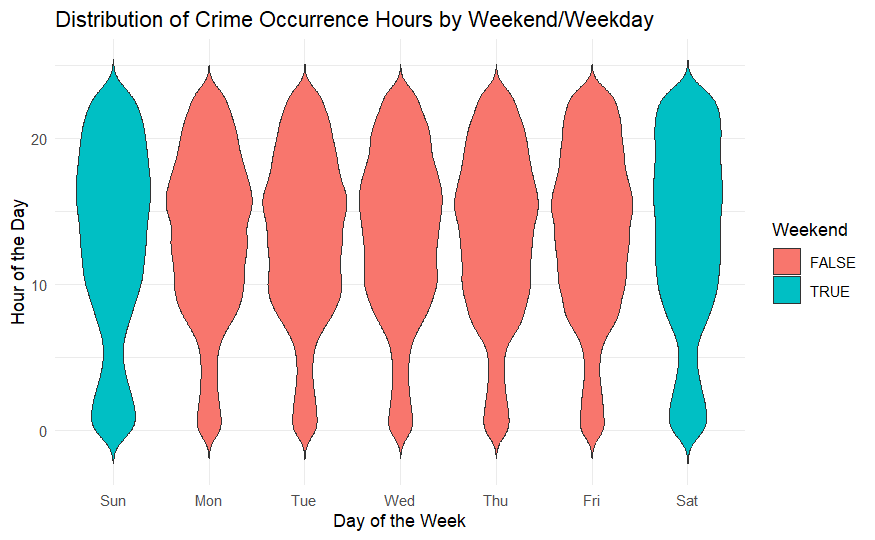 Distribution of Crime Occurrence Hours by Weekend/Weekday
Hour of the Day
20
10
0
Sun Mon Tue Wed Thu Fri Sat
Day of the Week
Weekend
FALSE
TRUE